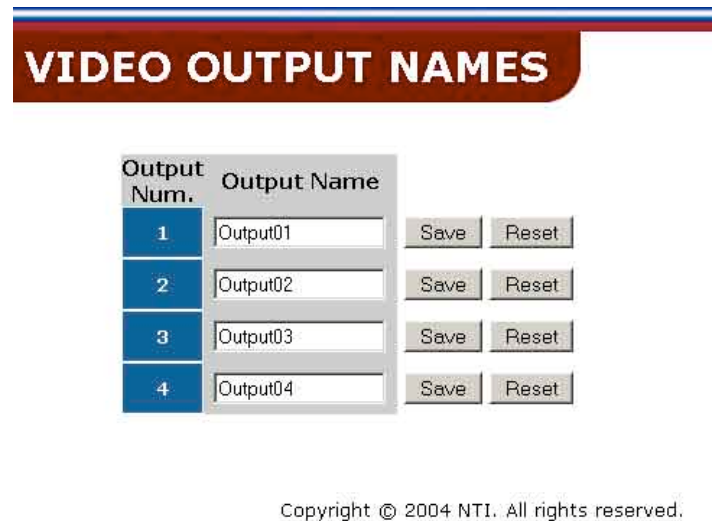 VIDEO OUTPUT NAMES
Output Num.
Output Name
1 Output01 Save Reset
2 Output02 Save Reset
3 Output03 Save Reset
4 Output04 Save Reset
Copyright © 2004 NTI. All rights reserved.